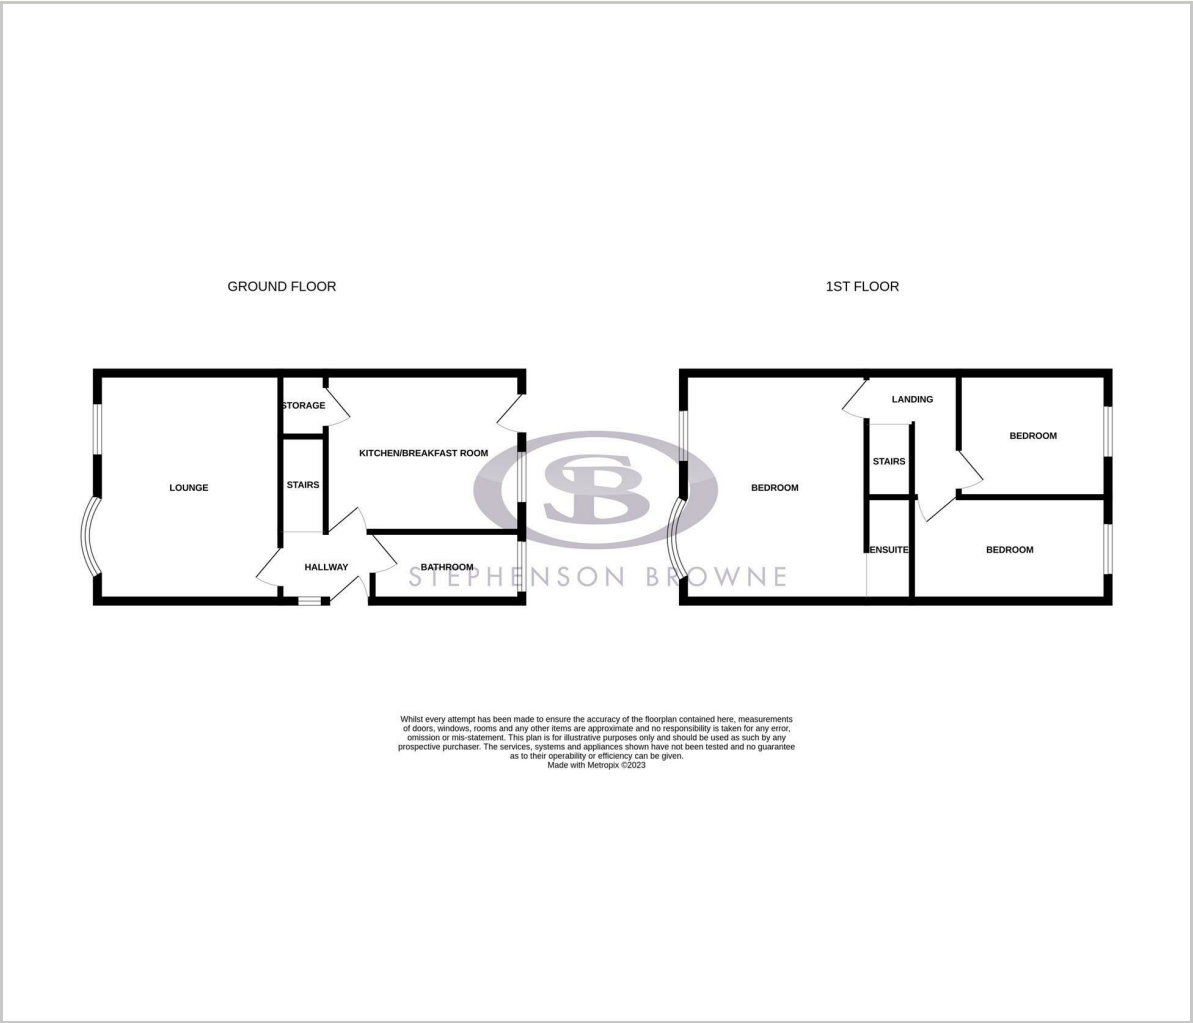 GROUND FLOOR
1ST FLOOR
STORAGE
LANDING
BEDROOM
KITCHEN/BREAKFAST ROOM
STAIRS
STAIRS
LOUNGE
BEDROOM
ENSUITE
BEDROOM
HALLWAY
BATHROOM
SB
STEPHENSON BROWNE
Whilst every attempt has been made to ensure the accuracy of the floorplan contained here, measurements
of doors, windows, rooms and any other items are approximate and no responsibility is taken for any error,
omission or mis-statement. This plan is for illustrative purposes only and should be used as such by any
prospective purchaser. The services, systems and appliances shown have not been tested and no guarantee
as to their operability or efficiency can be given.
Made with Metropix ©2023